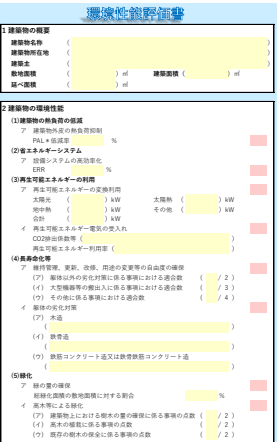 環境性能評価書
1 建築物の概要
建築物名称 （ ）
建築物所在地 （ ）
建築主 （ ）
敷地面積 （ ）㎡ 建築面積（ ）㎡
延べ面積 （ ）㎡
2 建築物の環境性能
(1)建築物の熱負荷の低減
ア 建築物外皮の熱負荷抑制
PAL＊低減率 ％
(2)省エネルギーシステム
ア 設備システムの高効率化
ERR ％
(3)再生可能エネルギーの利用
ア 再生可能エネルギーの変換利用
太陽光 （ ）kW 太陽熱 （ ）kW
地中熱 （ ）kW その他 （ ）kW
合計 （ ）kW
イ 再生可能エネルギー電気の受入れ
CO2排出係数等（ ）
再生可能エネルギー利用率（ ）
(4)長寿命化等
ア 維持管理、更新、改修、用途の変更等の自由度の確保
(ア) 躯体以外の劣化対策に係る事項における適合数 （ / 2 ）
(イ) 大型機器等の搬出入に係る事項における適合数 （ / 3 ）
(ウ) その他に係る事項における適合数 （ / 4 ）
イ 躯体の劣化対策
(ア) 木造
（ ）
(イ) 鉄骨造
（ ）
(ウ) 鉄筋コンクリート造又は鉄骨鉄筋コンクリート造
（ ）
(5)緑化
ア 緑の量の確保
総緑化面積の敷地面積に対する割合 ％
イ 高木等による緑化
(ア) 建築物上における樹木の量の確保に係る事項の点数（ / 2 ）
(イ) 高木の植栽に係る事項の点数 （ / 2 ）
(ウ) 既存の樹木の保全に係る事項の点数 （ / 2 ）